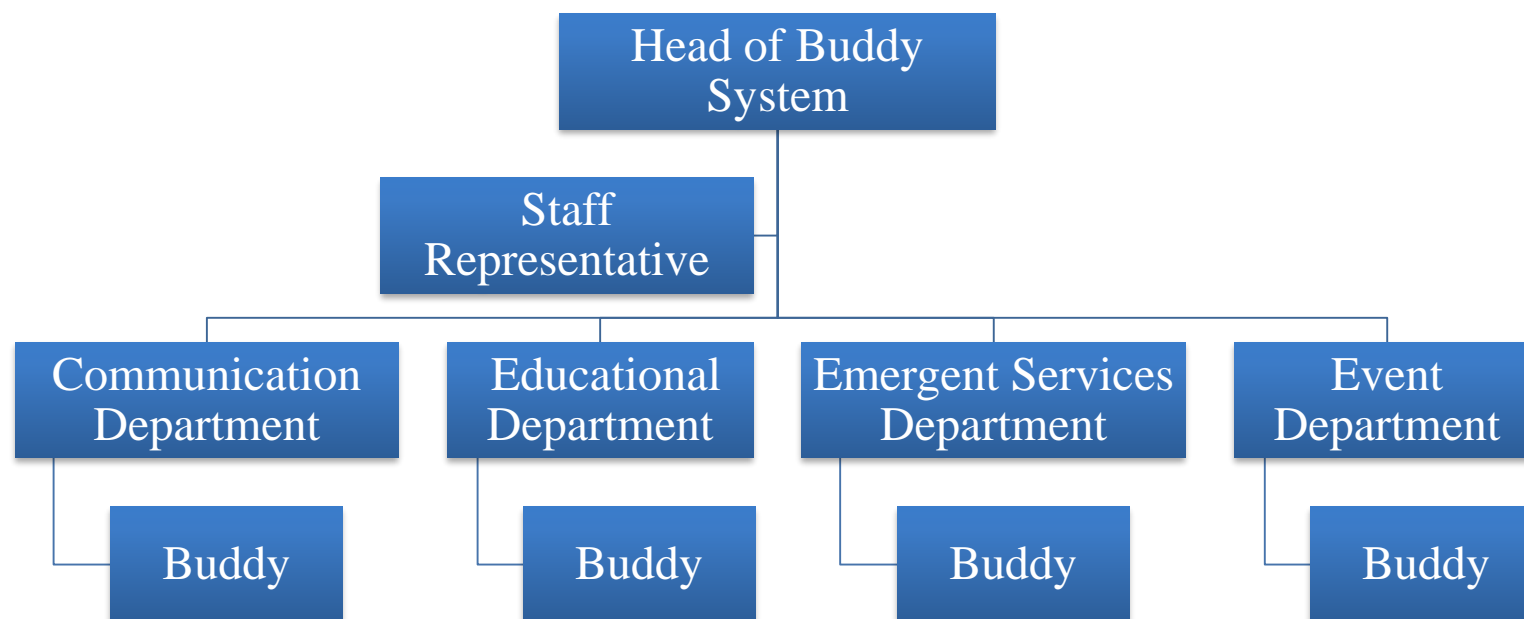 Head of Buddy
System
Staff
Representative
Communication
Department
Educational
Department
Emergent Services
Department
Event
Department
Buddy
Buddy
Buddy
Buddy